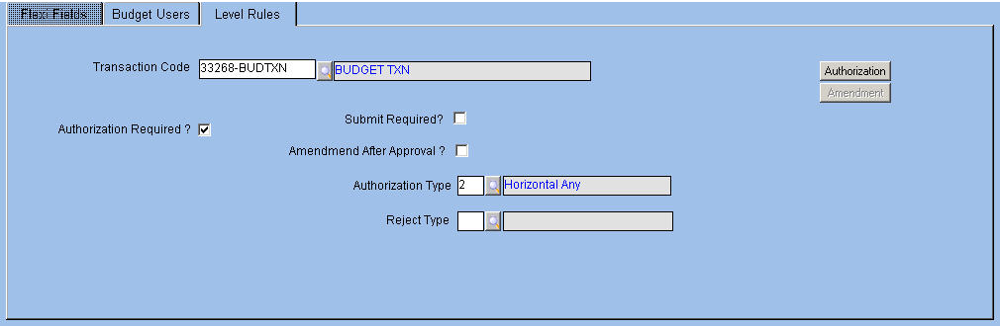 Flexi Fields Budget Users Level Rules
Transaction Code 33268-BUDTXN BUDGET TXN Authorization
Amendment
Submit Required?
Authorization Required ?
Amendmend After Approval ?
Authorization Type 2 Horizontal Any
Reject Type